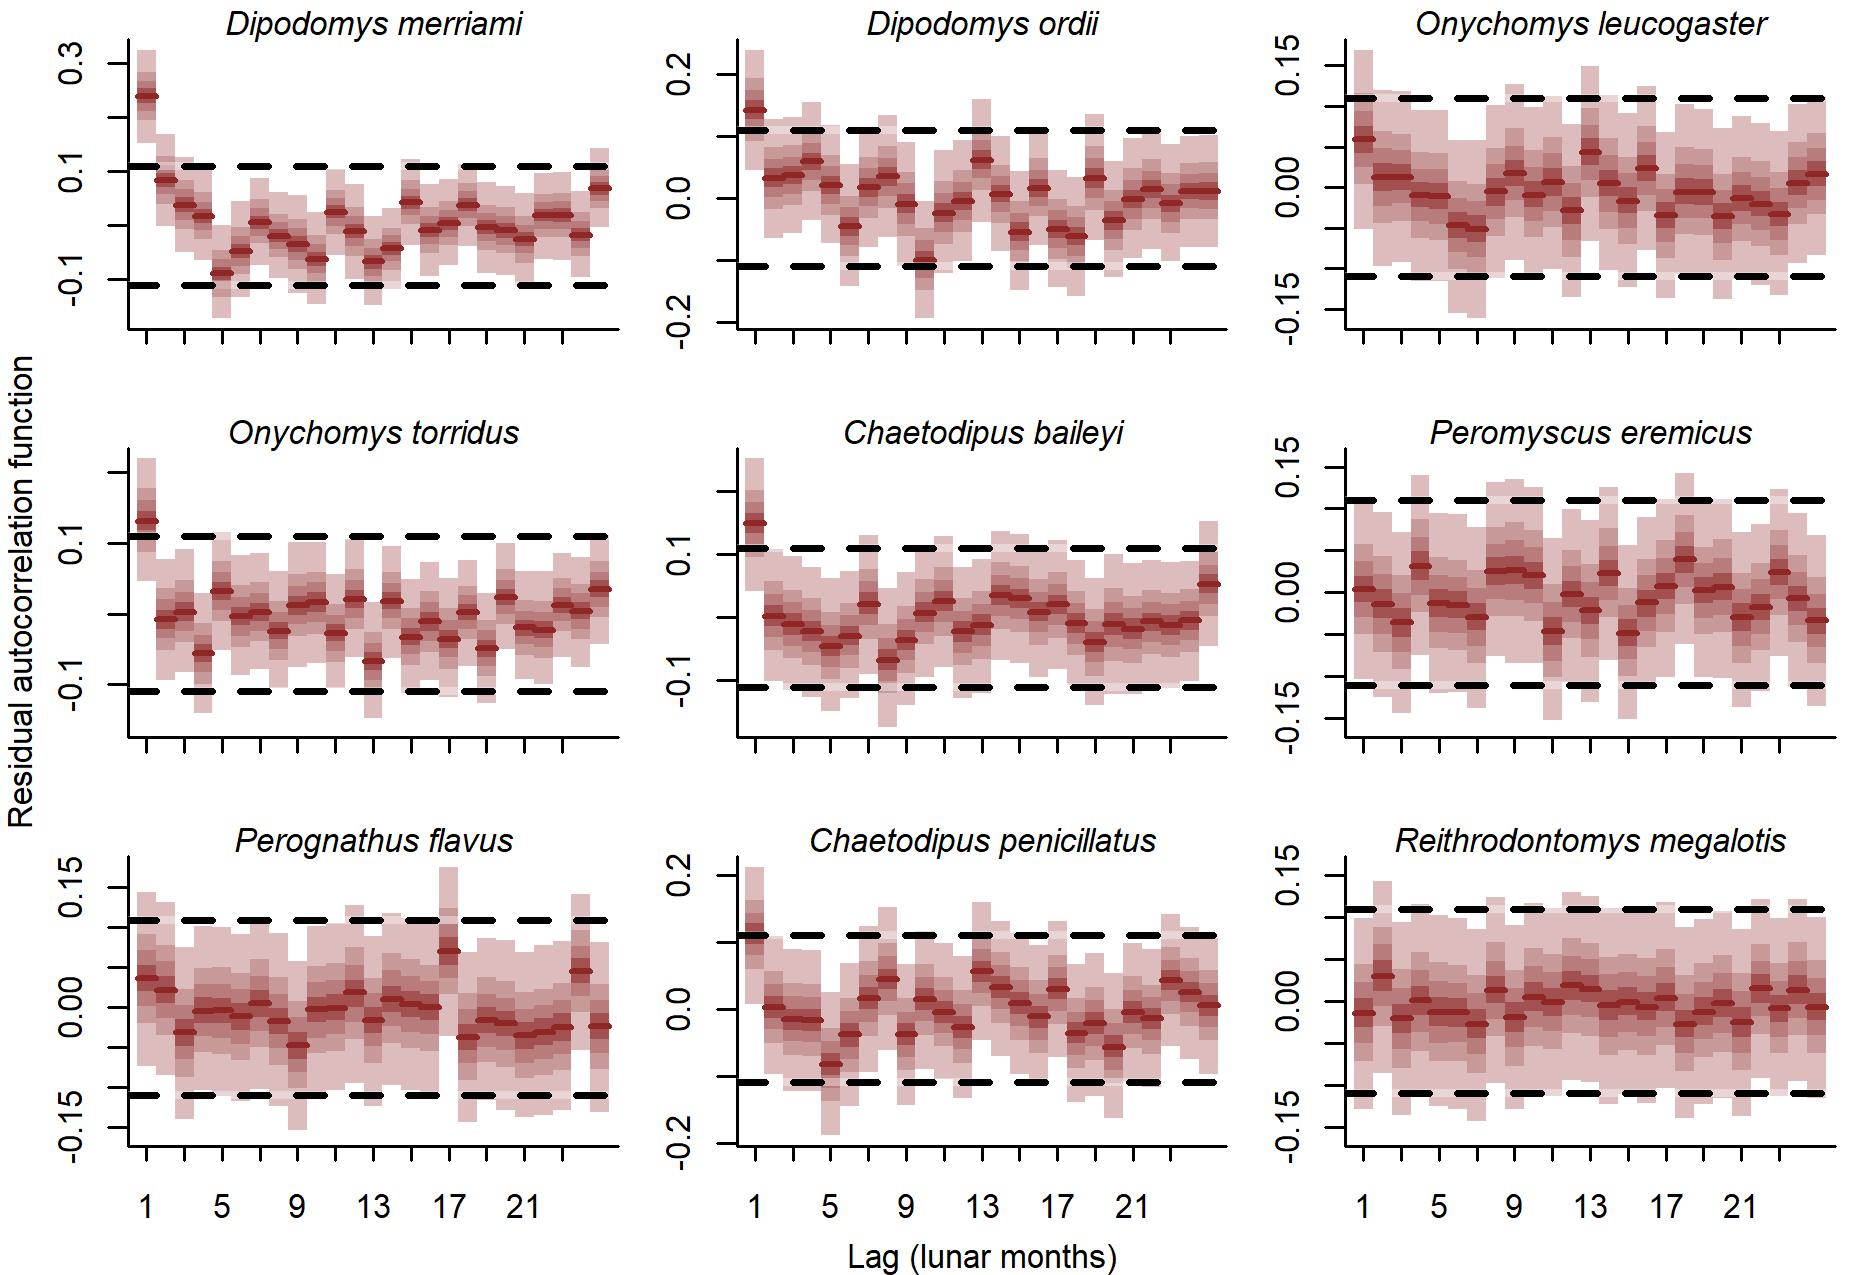 Dipodomys merriami
Dipodomys ordii
Onychomys leucogaster
0.3
0.1
-0.1
0.2
0.0
-0.2
0.15
0.00
-0.15
Residual autocorrelation function
Onychomys torridus
Chaetodipus baileyi
Peromyscus eremicus
0.1
-0.1
0.1
-0.1
0.15
0.00
-0.15
Perognathus flavus
Chaetodipus penicillatus
Reithrodontomys megalotis
0.15
0.00
-0.15
0.2
0.0
-0.2
0.15
0.00
-0.15
1 5 9 13 17 21
1 5 9 13 17 21
1 5 9 13 17 21
Lag (lunar months)